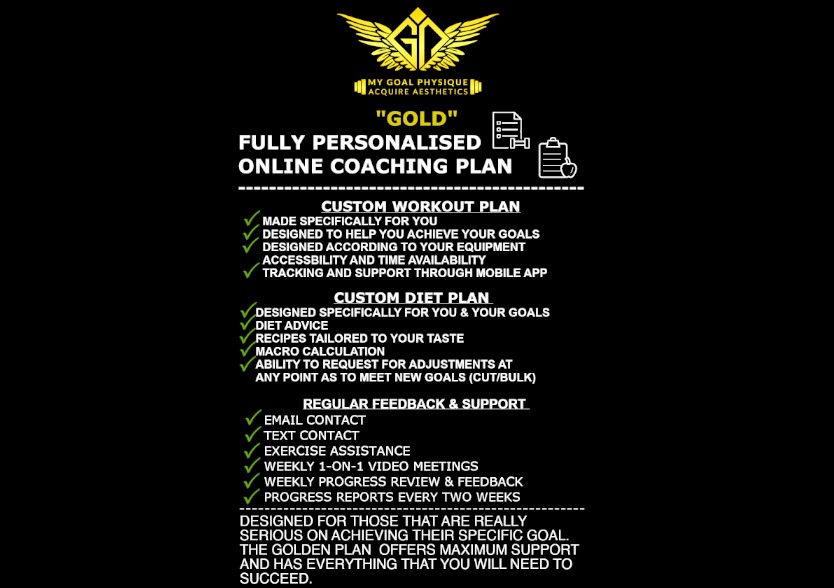 MY GOAL PHYSIQUE
ACQUIRE AESTHETICS
"GOLD"
FULLY PERSONALISED
ONLINE COACHING PLAN
CUSTOM WORKOUT PLAN
MADE SPECIFICALLY FOR YOU
DESIGNED TO HELP YOU ACHIEVE YOUR GOALS
DESIGNED ACCORDING TO YOUR EQUIPMENT
ACCESSBILITY AND TIME AVAILABILITY
TRACKING AND SUPPORT THROUGH MOBILE APP
CUSTOM DIET PLAN
DESIGNED SPECIFICALLY FOR YOU & YOUR GOALS
DIET ADVICE
RECIPES TAILORED TO YOUR TASTE
MACRO CALCULATION
ABILITY TO REQUEST FOR ADJUSTMENTS AT
ANY POINT AS TO MEET NEW GOALS (CUT/BULK)
REGULAR FEEDBACK & SUPPORT
EMAIL CONTACT
TEXT CONTACT
EXERCISE ASSISTANCE
WEEKLY 1-ON-1 VIDEO MEETINGS
WEEKLY PROGRESS REVIEW & FEEDBACK
PROGRESS REPORTS EVERY TWO WEEKS
DESIGNED FOR THOSE THAT ARE REALLY
SERIOUS ON ACHIEVING THEIR SPECIFIC GOAL.
THE GOLDEN PLAN OFFERS MAXIMUM SUPPORT
AND HAS EVERYTHING THAT YOU WILL NEED TO
SUCCEED.